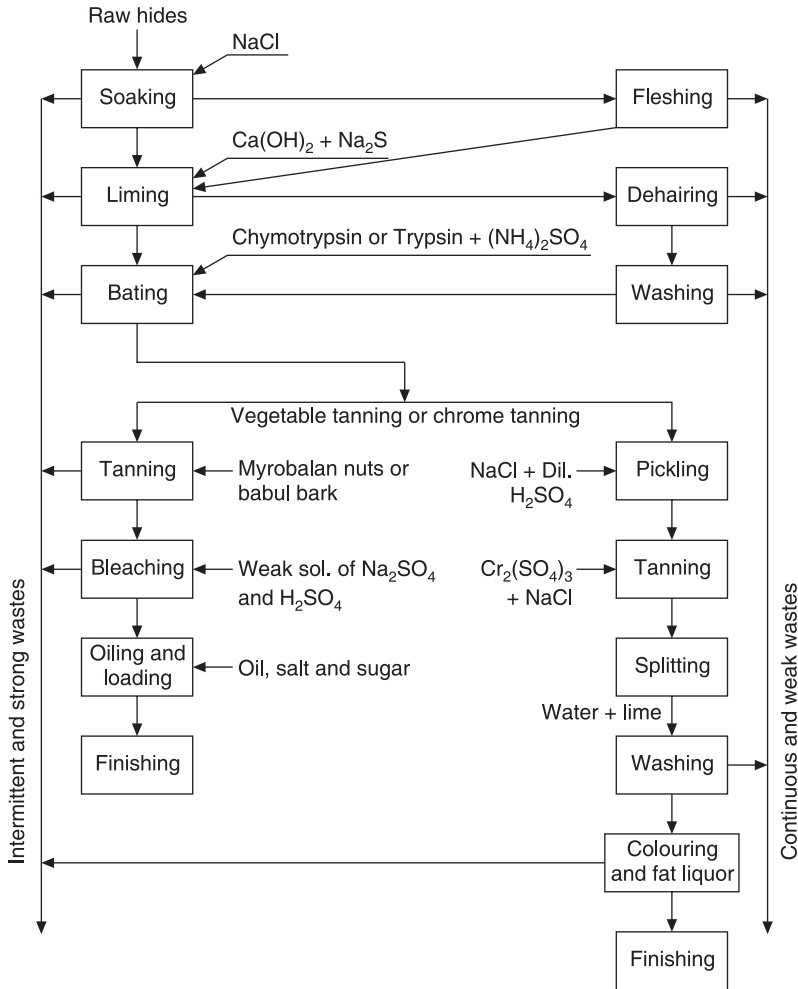 Raw hides
NaCl
Soaking
Fleshing
Ca(OH)₂ + Na₂S
Liming
Dehairing
Chymotrypsin or Trypsin + (NH₄)₂SO₄
Bating
Washing
Vegetable tanning or chrome tanning
Tanning
Myrobalan nuts or
babul bark
NaCl + Dil.
H₂SO₄
Pickling
Bleaching
Weak sol. of Na₂SO₄
and H₂SO₄
Cr₂(SO₄)₃
+ NaCl
Tanning
Oiling and
loading
Oil, salt and sugar
Splitting
Water + lime
Finishing
Washing
Colouring
and fat liquor
Finishing
Intermittent and strong wastes
Continuous and weak wastes